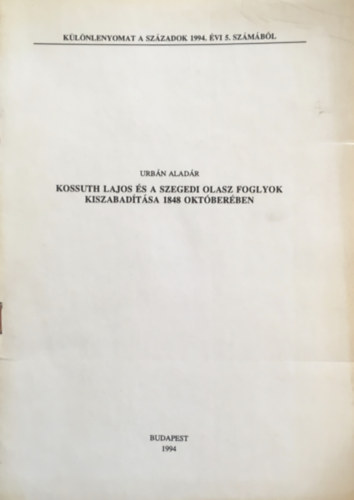 KÜLÖNLENYOMAT A SZÁZADOK 1994. ÉVI 5. SZÁMÁBÓL
URBÁN ALADÁR
KOSSUTH LAJOS ÉS A SZEGEDI OLASZ FOGLYOK
KISZABADÍTÁSA 1848 OKTÓBERÉBEN
BUDAPEST
1994